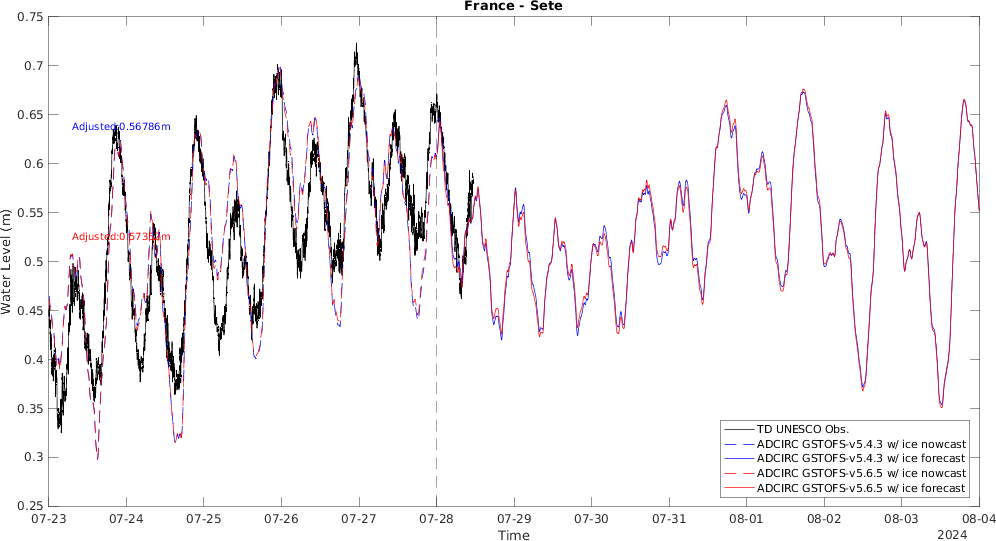 France - Sete
0.75
0.7
0.65
0.6
0.55
0.5
0.45
0.4
0.35
0.3
0.25
Water Level (m)
Adjusted:0.56786m
07-23
07-24
07-25
07-26
07-27
07-28
07-29
07-30
07-31
08-01
08-02
08-03
08-04
Time
2024
TD UNESCO Obs.
ADCIRC GSTOFS-v5.4.3 w/ ice nowcast
ADCIRC GSTOFS-v5.4.3 w/ ice forecast
ADCIRC GSTOFS-v5.6.5 w/ ice nowcast
ADCIRC GSTOFS-v5.6.5 w/ ice forecast